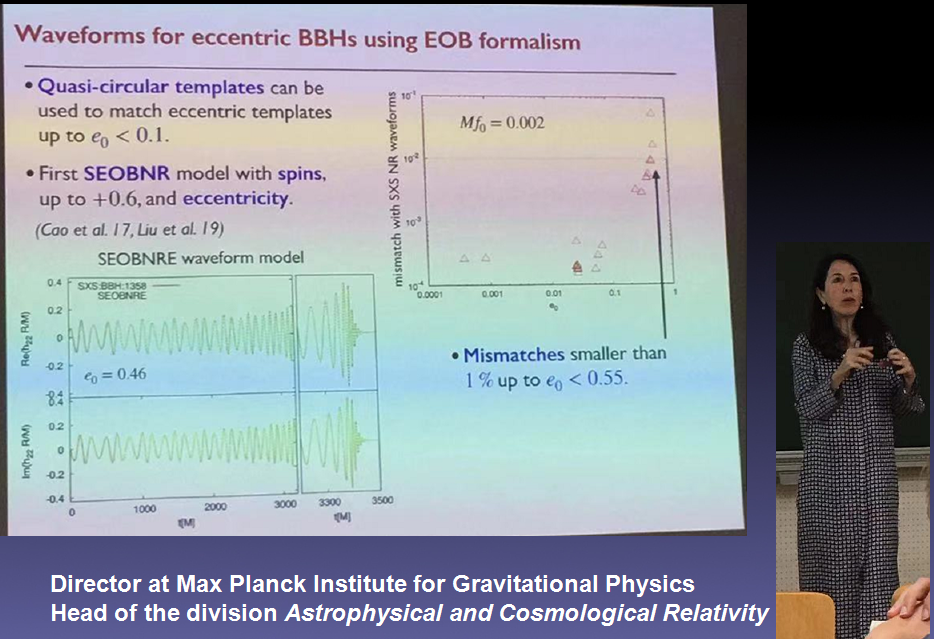 Waveforms for eccentric BBHs using EOB formalism
• Quasi-circular templates can be
used to match eccentric templates
up to e₀ < 0.1.
• First SEOBNR model with spins,
up to +0.6, and eccentricity.
(Cao et al. 17, Liu et al. 19)
SEOBNRE waveform model
0.4
0.2
0
-0.2
-0.4
Re(h₂₂ R/M)
SXS:BBH:1358
SEOBNRE
e₀ = 0.46
0.4
0.2
0
-0.2
-0.4
Im(h₂₂ R/M)
0 1000 2000 3000 3300 3500
t[M] t[M]
mismatch with SXS NR waveforms
10⁻¹
10⁻²
10⁻³
10⁻⁴
Mf₀ = 0.002
0.0001 0.001 0.01 0.1 1
e₀
• Mismatches smaller than
1 % up to e₀ < 0.55.
Director at Max Planck Institute for Gravitational Physics
Head of the division Astrophysical and Cosmological Relativity